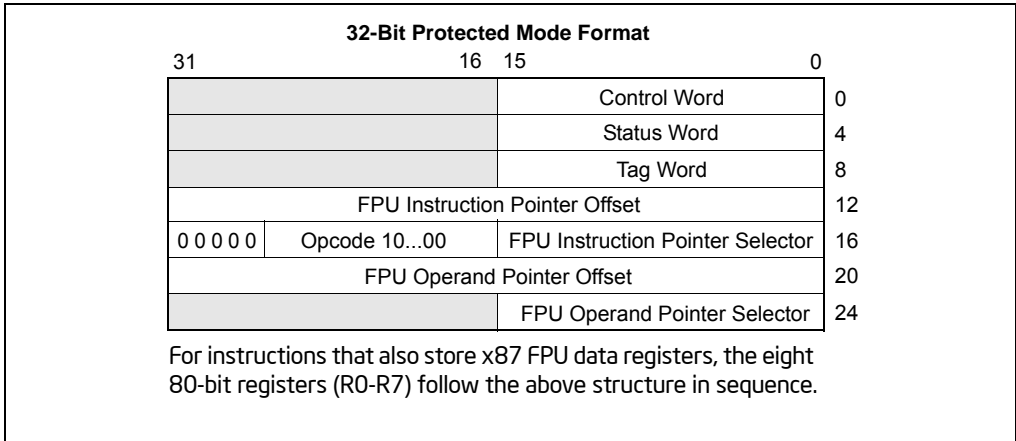 32-Bit Protected Mode Format
31 16 15 0
Control Word 0
Status Word 4
Tag Word 8
FPU Instruction Pointer Offset 12
0 0 0 0 0 Opcode 10...00 FPU Instruction Pointer Selector 16
FPU Operand Pointer Offset 20
FPU Operand Pointer Selector 24
For instructions that also store x87 FPU data registers, the eight
80-bit registers (R0-R7) follow the above structure in sequence.